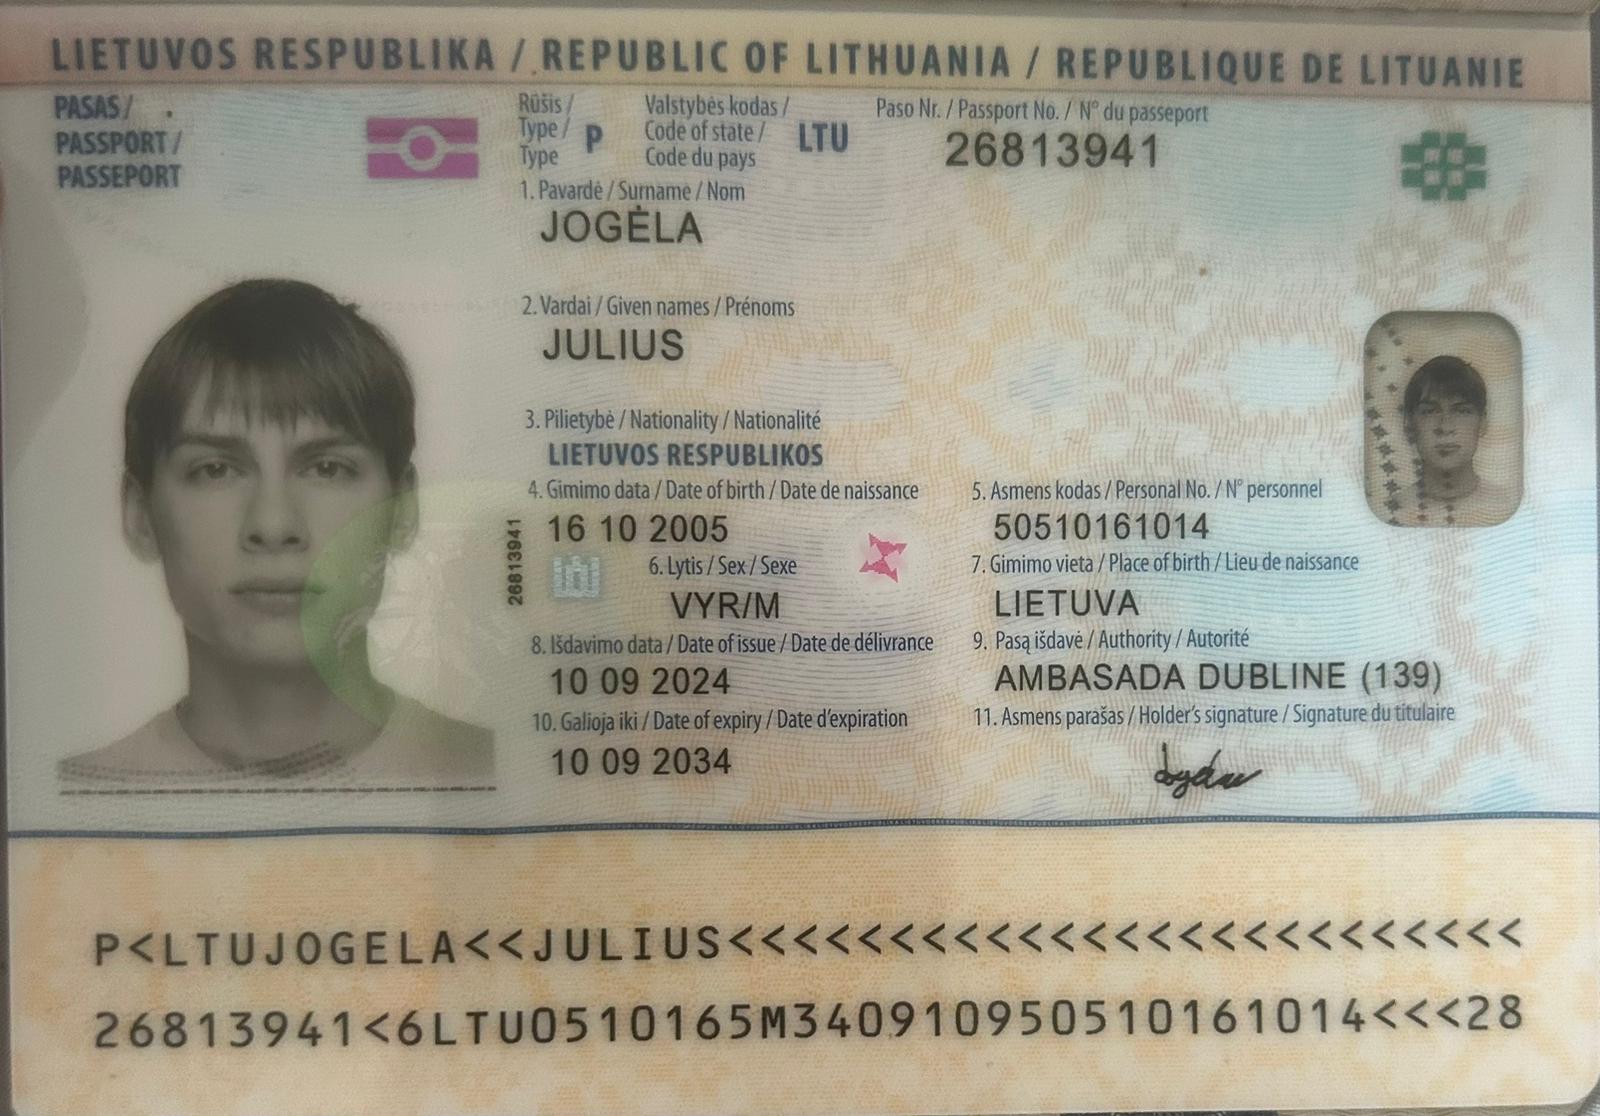 LIETUVOS RESPUBLIKA / REPUBLIC OF LITHUANIA / REPUBLIQUE DE LITUANIE
PASAS /
PASSPORT /
PASSEPORT
Rūšis /
Type /
Type
P
Valstybės kodas /
Code of state /
Code du pays
LTU
Paso Nr. / Passport No. / N° du passeport
26813941
1. Pavardė / Surname / Nom
JOGĖLA
2. Vardai / Given names / Prénoms
JULIUS
3. Pilietybė / Nationality / Nationalité
LIETUVOS RESPUBLIKOS
4. Gimimo data / Date of birth / Date de naissance
16 10 2005
5. Asmens kodas / Personal No. / N° personnel
50510161014
26813941
6. Lytis / Sex / Sexe
VYR/M
7. Gimimo vieta / Place of birth / Lieu de naissance
LIETUVA
8. Išdavimo data / Date of issue / Date de délivrance
10 09 2024
9. Pasą išdavė / Authority / Autorité
AMBASADA DUBLINE (139)
10. Galioja iki / Date of expiry / Date d'expiration
10 09 2034
11. Asmens parašas / Holder's signature / Signature du titulaire
P<LTUJOGELA<<JULIUS<<<<<<<<<<<<<<<<<<<<<<<<<
26813941<6LTU0510165M340910950510161014<<<28